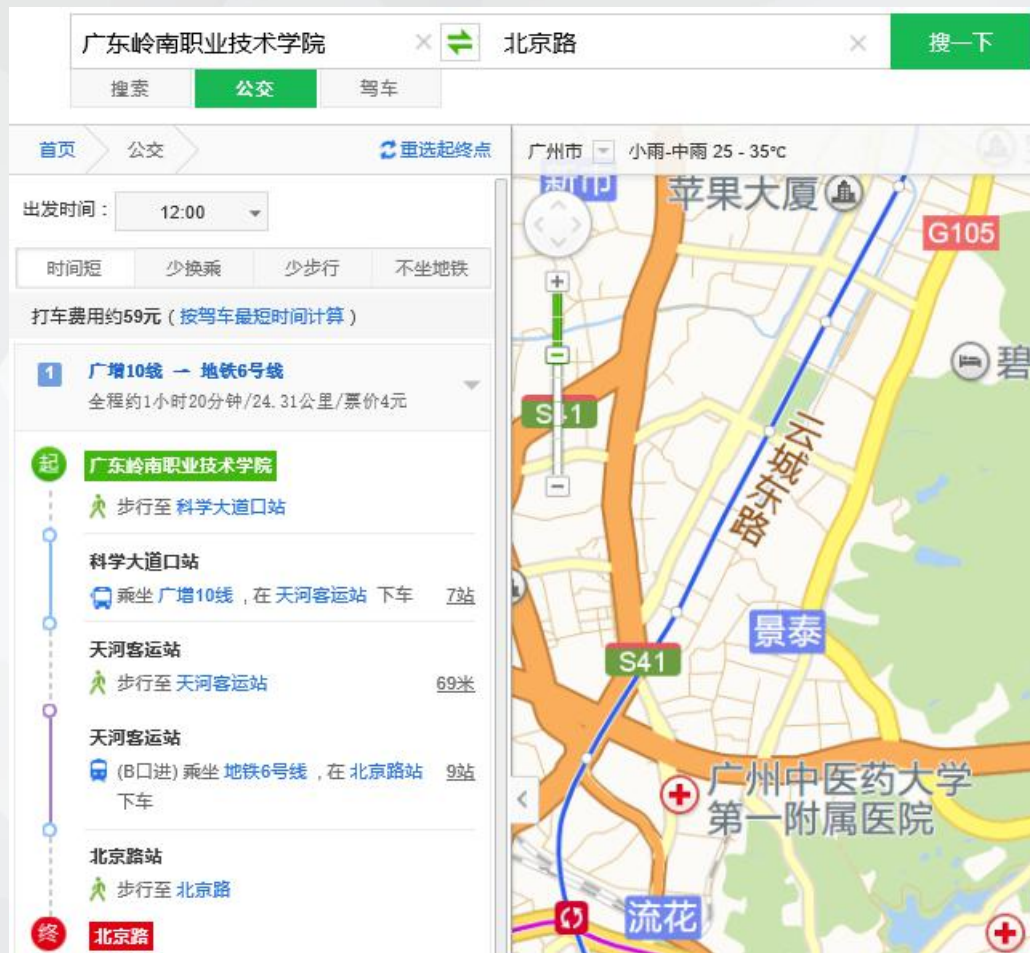 广东岭南职业技术学院
北京路
搜一下
搜索
公交
驾车
首页
公交
重选起终点
出发时间：
12:00
时间短
少换乘
少步行
不坐地铁
打车费用约59元（按驾车最短时间计算）
1
广增10线 — 地铁6号线
全程约1小时20分钟/24.31公里/票价4元
起
广东岭南职业技术学院
步行至 科学大道口站
科学大道口站
乘坐 广增10线 , 在 天河客运站 下车
7站
天河客运站
步行至 天河客运站
69米
天河客运站
(B口进) 乘坐 地铁6号线 , 在 北京路站
9站
下车
北京路站
步行至 北京路
终
北京路
广州市
小雨-中雨 25 - 35℃
新市
苹果大厦
G105
碧
S41
云城东路
景泰
S41
广州中医药大学
第一附属医院
流花